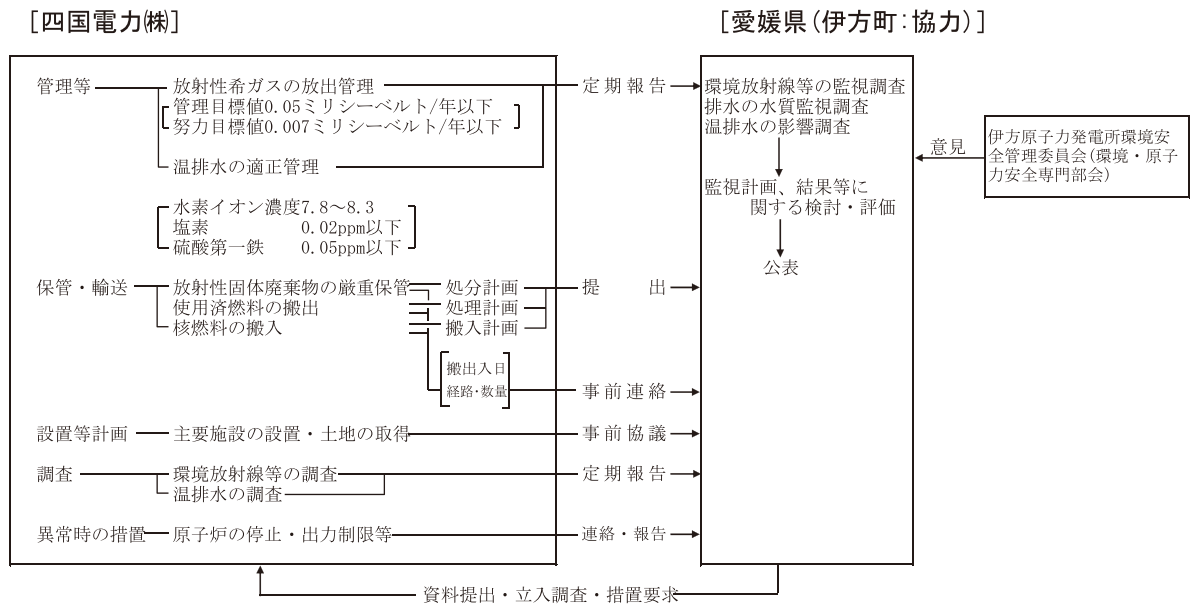 [四国電力㈱]
[愛媛県(伊方町:協力)]
管理等
放射性希ガスの放出管理
定期報告
管理目標値0.05ミリシーベルト/年以下
努力目標値0.007ミリシーベルト/年以下
温排水の適正管理
水素イオン濃度7.8〜8.3
塩素 0.02ppm以下
硫酸第一鉄 0.05ppm以下
保管・輸送
放射性固体廃棄物の厳重保管
処分計画
提 出
使用済燃料の搬出
処理計画
核燃料の搬入
搬入計画
搬出入日
経路・数量
事前連絡
設置等計画
主要施設の設置・土地の取得
事前協議
調査
環境放射線等の調査
定期報告
温排水の調査
異常時の措置
原子炉の停止・出力制限等
連絡・報告
環境放射線等の監視調査
排水の水質監視調査
温排水の影響調査
監視計画、結果等に
関する検討・評価
公表
意見
伊方原子力発電所環境安
全管理委員会(環境・原子
力安全専門部会)
資料提出・立入調査・措置要求